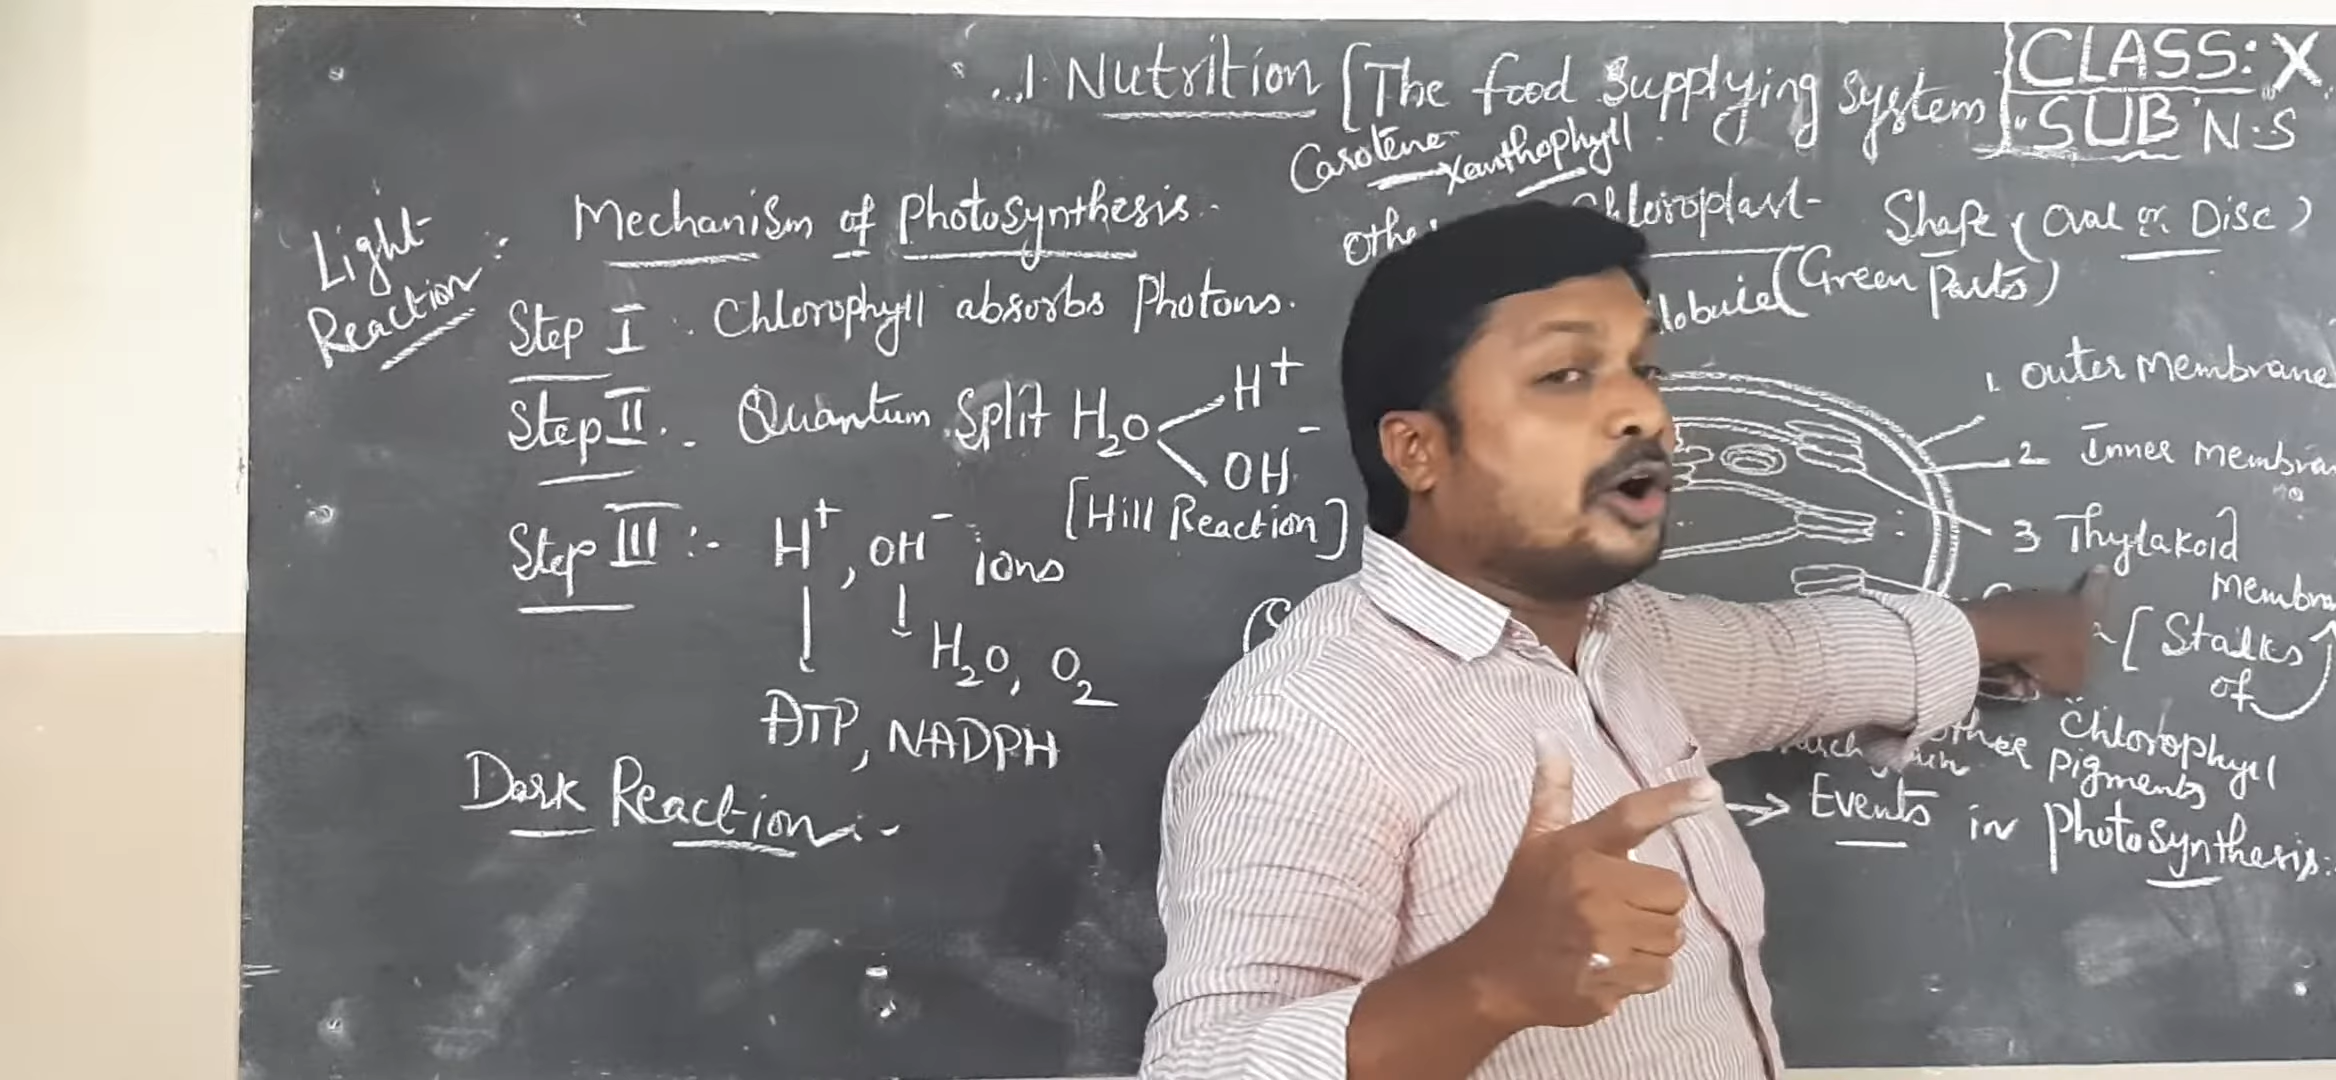 1. Nutrition [The food Supplying System]
CLASS: X
SUB: N.S
Carotene
Xanthophyll
Mechanism of Photosynthesis
Light
Reaction:
Step I :- Chlorophyll absorbs Photons.
Step II :- Quantum Split H₂O
H⁺
OH⁻
[Hill Reaction]
Step III :- H⁺, OH⁻ ions
H₂O, O₂
ATP, NADPH
Dark Reaction :-
Chloroplast- Shape (Oval or Disc)
(Green Parts)
1. Outer Membrane
2 Inner Membra
3 Thylakoid
Membra
[Stalks
of
Chlorophyll
other Pigments
→ Events in Photosynthesis: